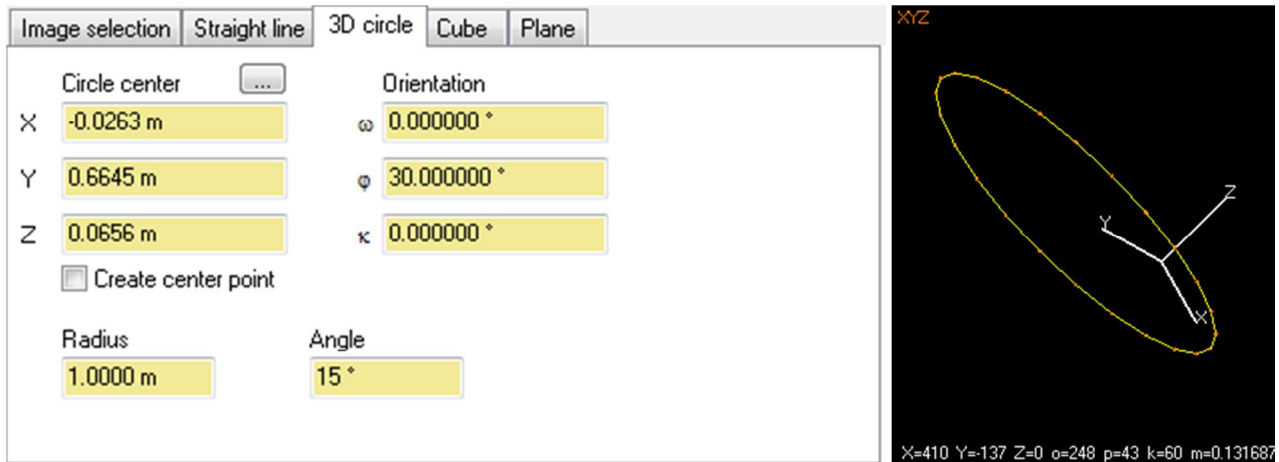 Image selection Straight line 3D circle Cube Plane
Circle center ... Orientation
X -0.0263 m ω 0.000000 °
Y 0.6645 m φ 30.000000 °
Z 0.0656 m κ 0.000000 °
Create center point
Radius Angle
1.0000 m 15 °
XYZ
Z
Y
X
X=410 Y=-137 Z=0 o=248 p=43 k=60 m=0.131687